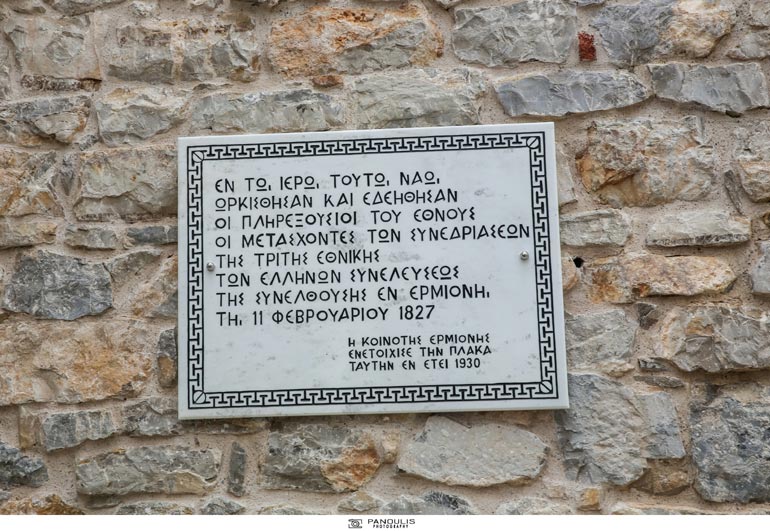 ΕΝ ΤΩ, ΙΕΡΩ, ΤΟΥΤΩ, ΝΑΩ,
ΩΡΚΙΣΘΗΣΑΝ ΚΑΙ ΕΔΕΗΘΗΣΑΝ
ΟΙ ΠΛΗΡΕΞΟΥΣΙΟΙ ΤΟΥ ΕΘΝΟΥΣ
ΟΙ ΜΕΤΑΣΧΟΝΤΕΣ ΤΩΝ ΣΥΝΕΔΡΙΑΣΕΩΝ
ΤΗΣ ΤΡΙΤΗΣ ΕΘΝΙΚΗΣ
ΤΩΝ ΕΛΛΗΝΩΝ ΣΥΝΕΛΕΥΣΕΩΣ
ΤΗΣ ΣΥΝΕΛΘΟΥΣΗΣ ΕΝ ΕΡΜΙΟΝΗ,
ΤΗ, 11 ΦΕΒΡΟΥΑΡΙΟΥ 1827
Η ΚΟΙΝΟΤΗΣ ΕΡΜΙΟΝΗΣ
ΕΝΕΤΟΙΧΙΣΕ ΤΗΝ ΠΛΑΚΑ
ΤΑΥΤΗΝ ΕΝ ΕΤΕΙ 1930
PANOULIS
PHOTOGRAPHY